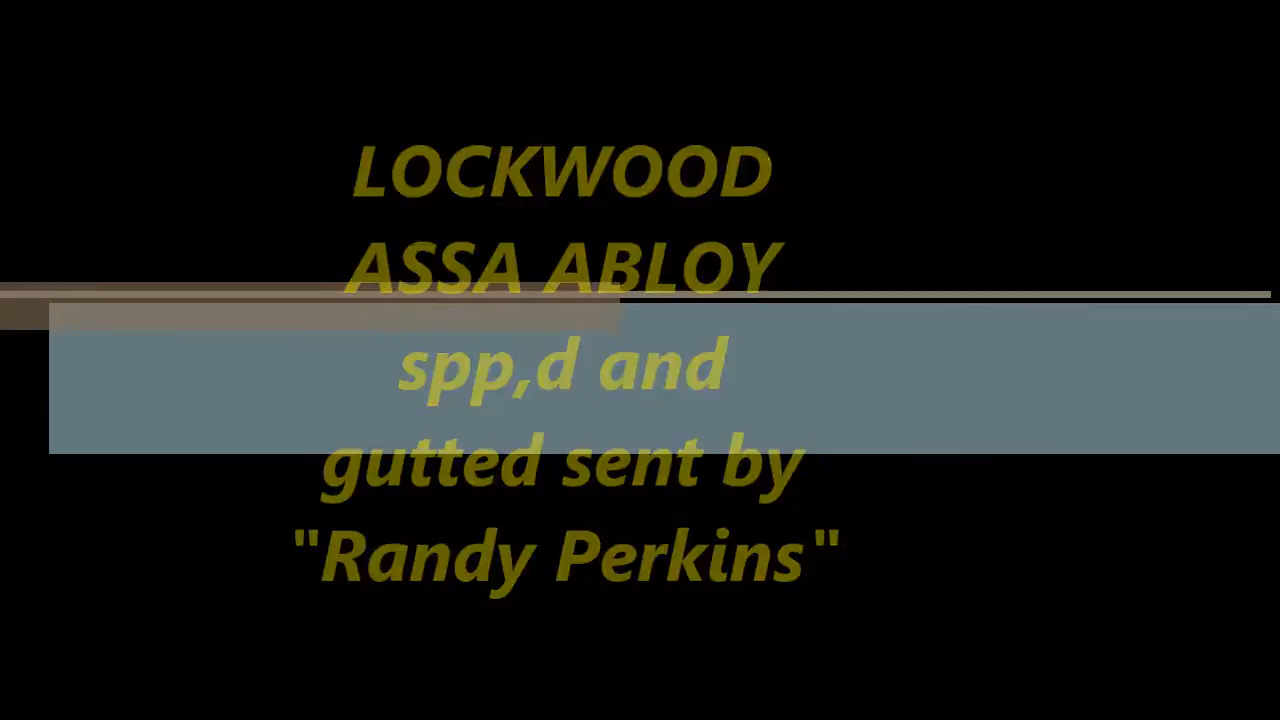 LOCKWOOD
ASSA ABLOY
spp,d and
gutted sent by
"Randy Perkins"